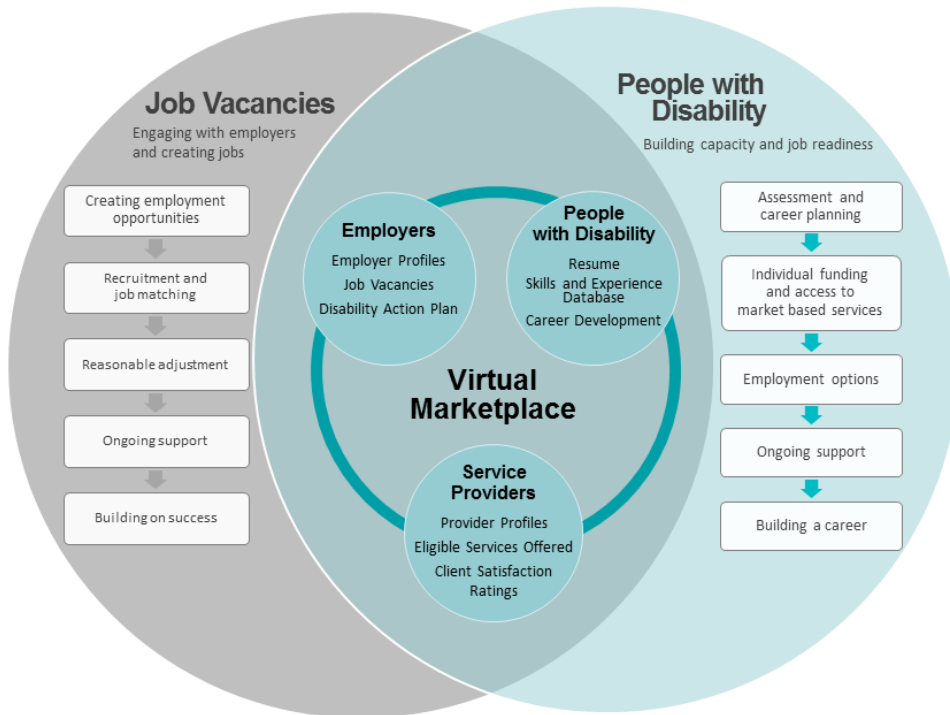 Job Vacancies
Engaging with employers
and creating jobs
Creating employment
opportunities
Recruitment and
job matching
Reasonable adjustment
Ongoing support
Building on success
Employers
Employer Profiles
Job Vacancies
Disability Action Plan
People
with Disability
Resume
Skills and Experience
Database
Career Development
Virtual
Marketplace
Service
Providers
Provider Profiles
Eligible Services Offered
Client Satisfaction
Ratings
People with
Disability
Building capacity and job readiness
Assessment and
career planning
Individual funding
and access to
market based services
Employment options
Ongoing support
Building a career